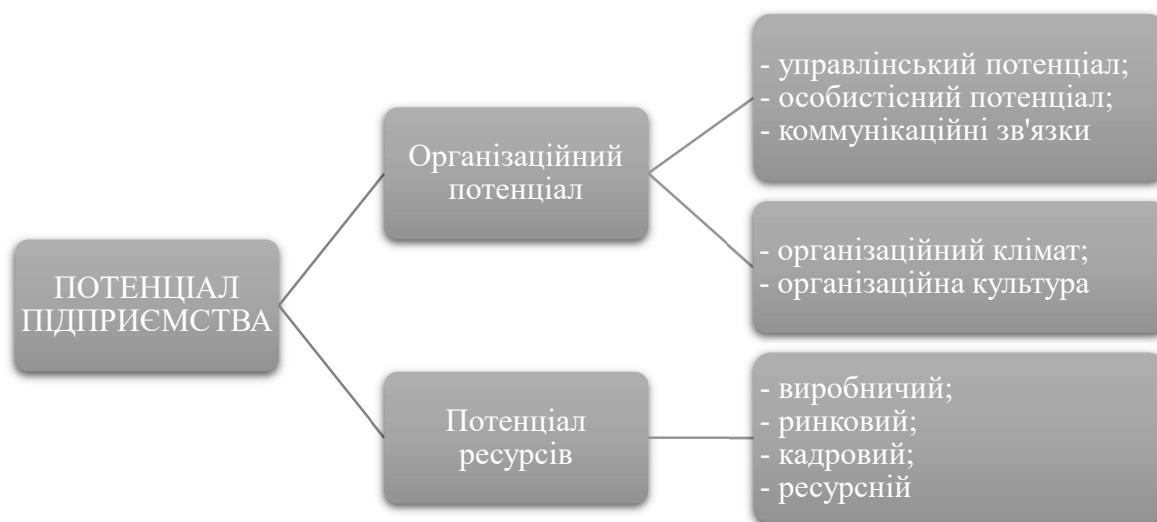 ПОТЕНЦІАЛ
ПІДПРИЄМСТВА
Організаційний
потенціал
- управлінський потенціал;
- особистісний потенціал;
- коммунікаційні зв'язки
- організаційний клімат;
- організаційна культура
Потенціал
ресурсів
- виробничий;
- ринковий;
- кадровий;
- ресурсній